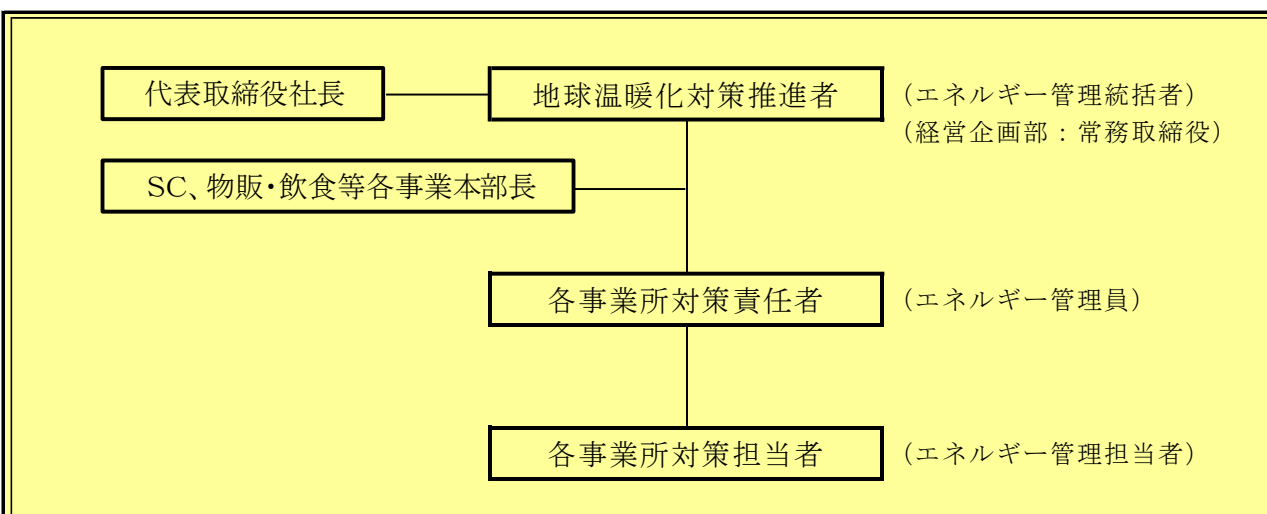 代表取締役社長
地球温暖化対策推進者
（エネルギー管理統括者）
（経営企画部：常務取締役）
SC、物販・飲食等各事業本部長
各事業所対策責任者
（エネルギー管理員）
各事業所対策担当者
（エネルギー管理担当者）